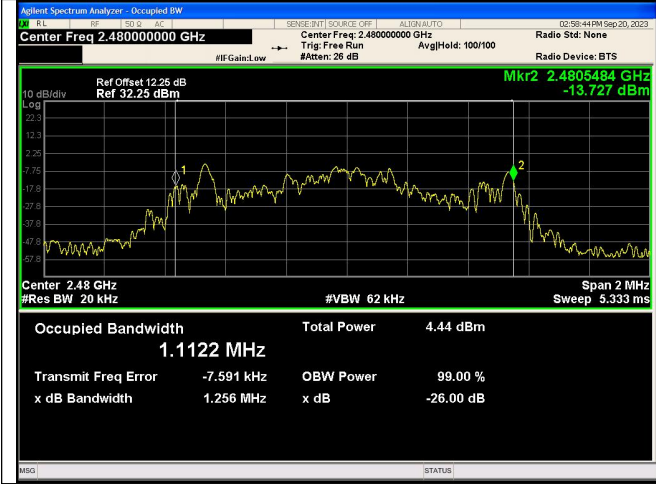 Agilent Spectrum Analyzer - Occupied BW
LXI RL RF 50 Ω AC SENSE:INT SOURCE OFF ALIGN AUTO 02:58:44 PM Sep 20, 2023
Center Freq 2.480000000 GHz Center Freq: 2.480000000 GHz Radio Std: None
Trig: Free Run Avg|Hold: 100/100
#IFGain:Low #Atten: 26 dB Radio Device: BTS
Mkr2 2.4805484 GHz
Ref Offset 12.25 dB
10 dB/div Ref 32.25 dBm -13.727 dBm
Log
22.3
12.3
2.25
-7.75
-17.8
-27.8
-37.8
-47.8
-57.8
1
2
Center 2.48 GHz Span 2 MHz
#Res BW 20 kHz #VBW 62 kHz Sweep 5.333 ms
Occupied Bandwidth Total Power 4.44 dBm
1.1122 MHz
Transmit Freq Error -7.591 kHz OBW Power 99.00 %
x dB Bandwidth 1.256 MHz x dB -26.00 dB
MSG STATUS